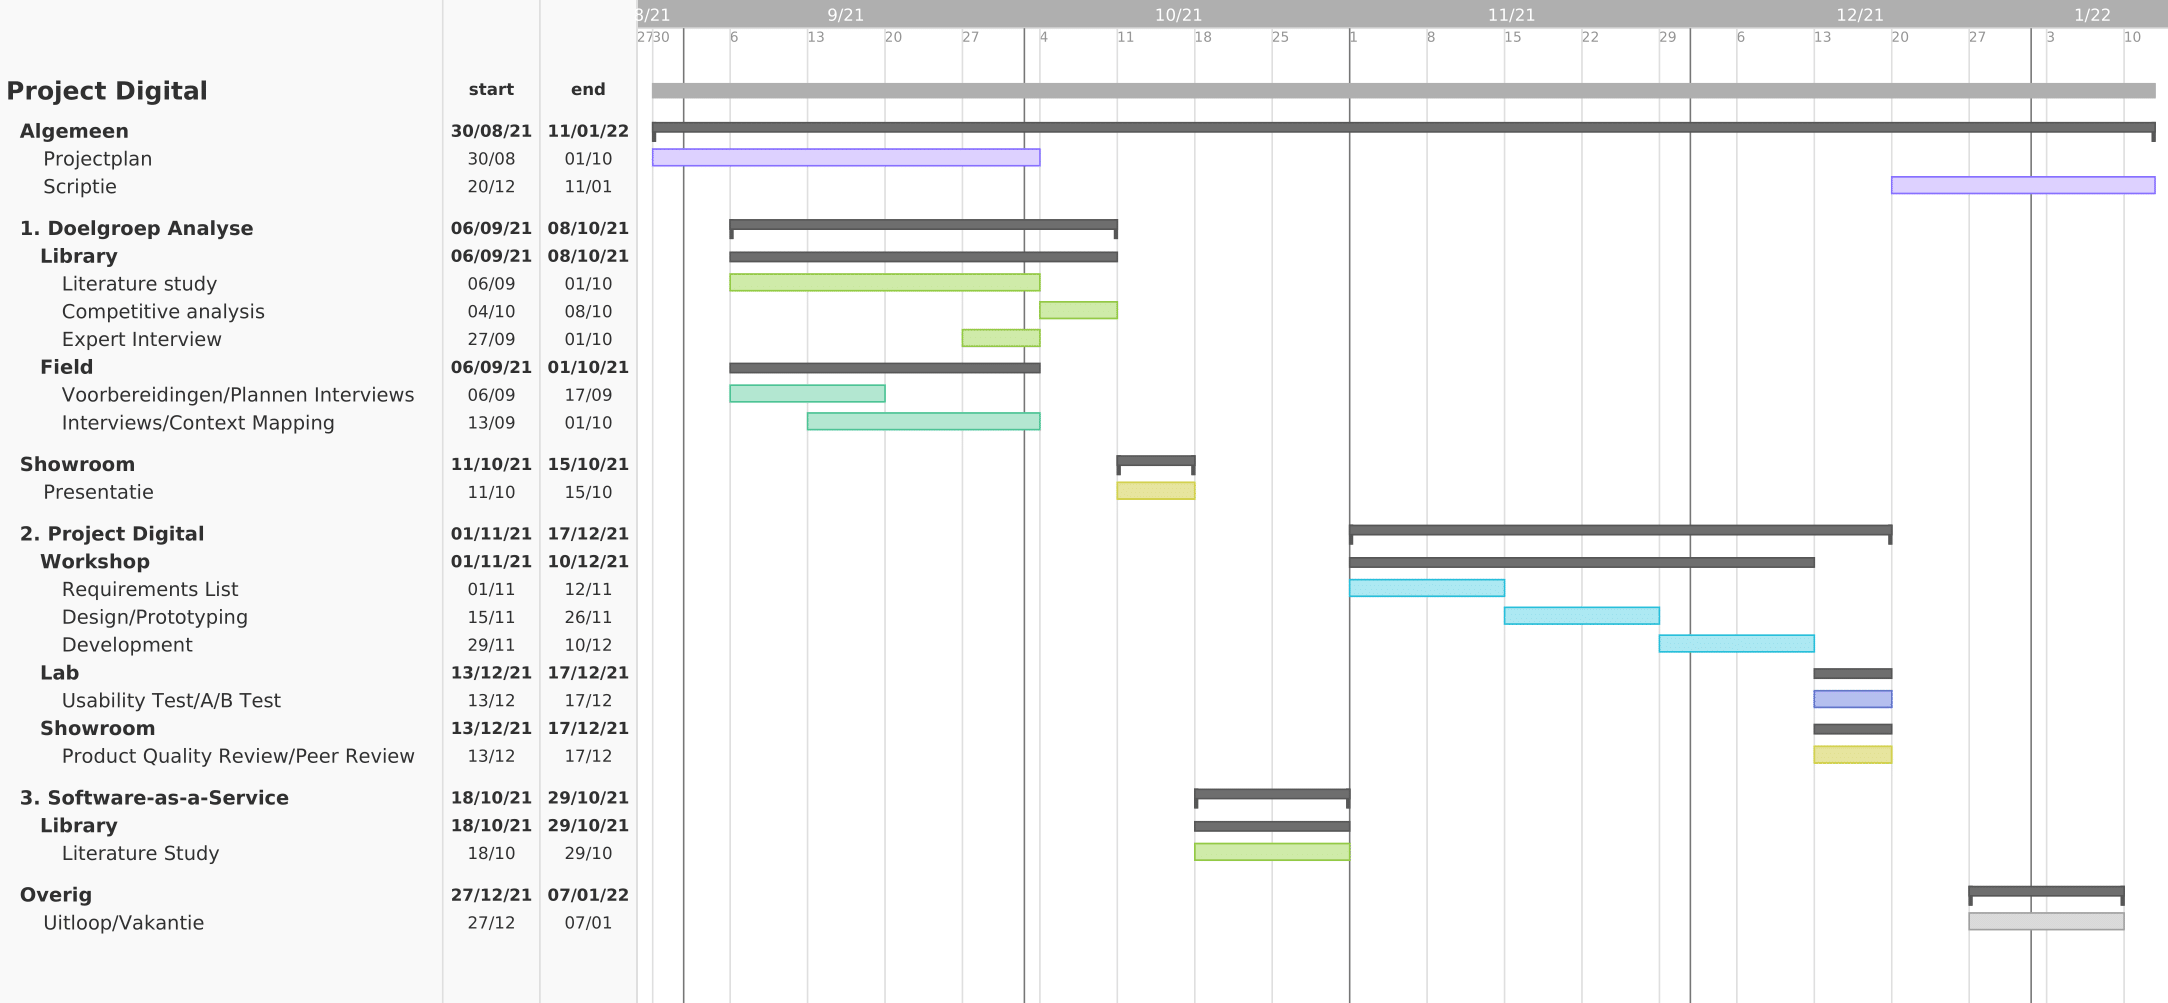 8/21 9/21 10/21 11/21 12/21 1/22
27 30 6 13 20 27 4 11 18 25 1 8 15 22 29 6 13 20 27 3 10
Project Digital start end
Algemeen 30/08/21 11/01/22
Projectplan 30/08 01/10
Scriptie 20/12 11/01
1. Doelgroep Analyse 06/09/21 08/10/21
Library 06/09/21 08/10/21
Literature study 06/09 01/10
Competitive analysis 04/10 08/10
Expert Interview 27/09 01/10
Field 06/09/21 01/10/21
Voorbereidingen/Plannen Interviews 06/09 17/09
Interviews/Context Mapping 13/09 01/10
Showroom 11/10/21 15/10/21
Presentatie 11/10 15/10
2. Project Digital 01/11/21 17/12/21
Workshop 01/11/21 10/12/21
Requirements List 01/11 12/11
Design/Prototyping 15/11 26/11
Development 29/11 10/12
Lab 13/12/21 17/12/21
Usability Test/A/B Test 13/12 17/12
Showroom 13/12/21 17/12/21
Product Quality Review/Peer Review 13/12 17/12
3. Software-as-a-Service 18/10/21 29/10/21
Library 18/10/21 29/10/21
Literature Study 18/10 29/10
Overig 27/12/21 07/01/22
Uitloop/Vakantie 27/12 07/01